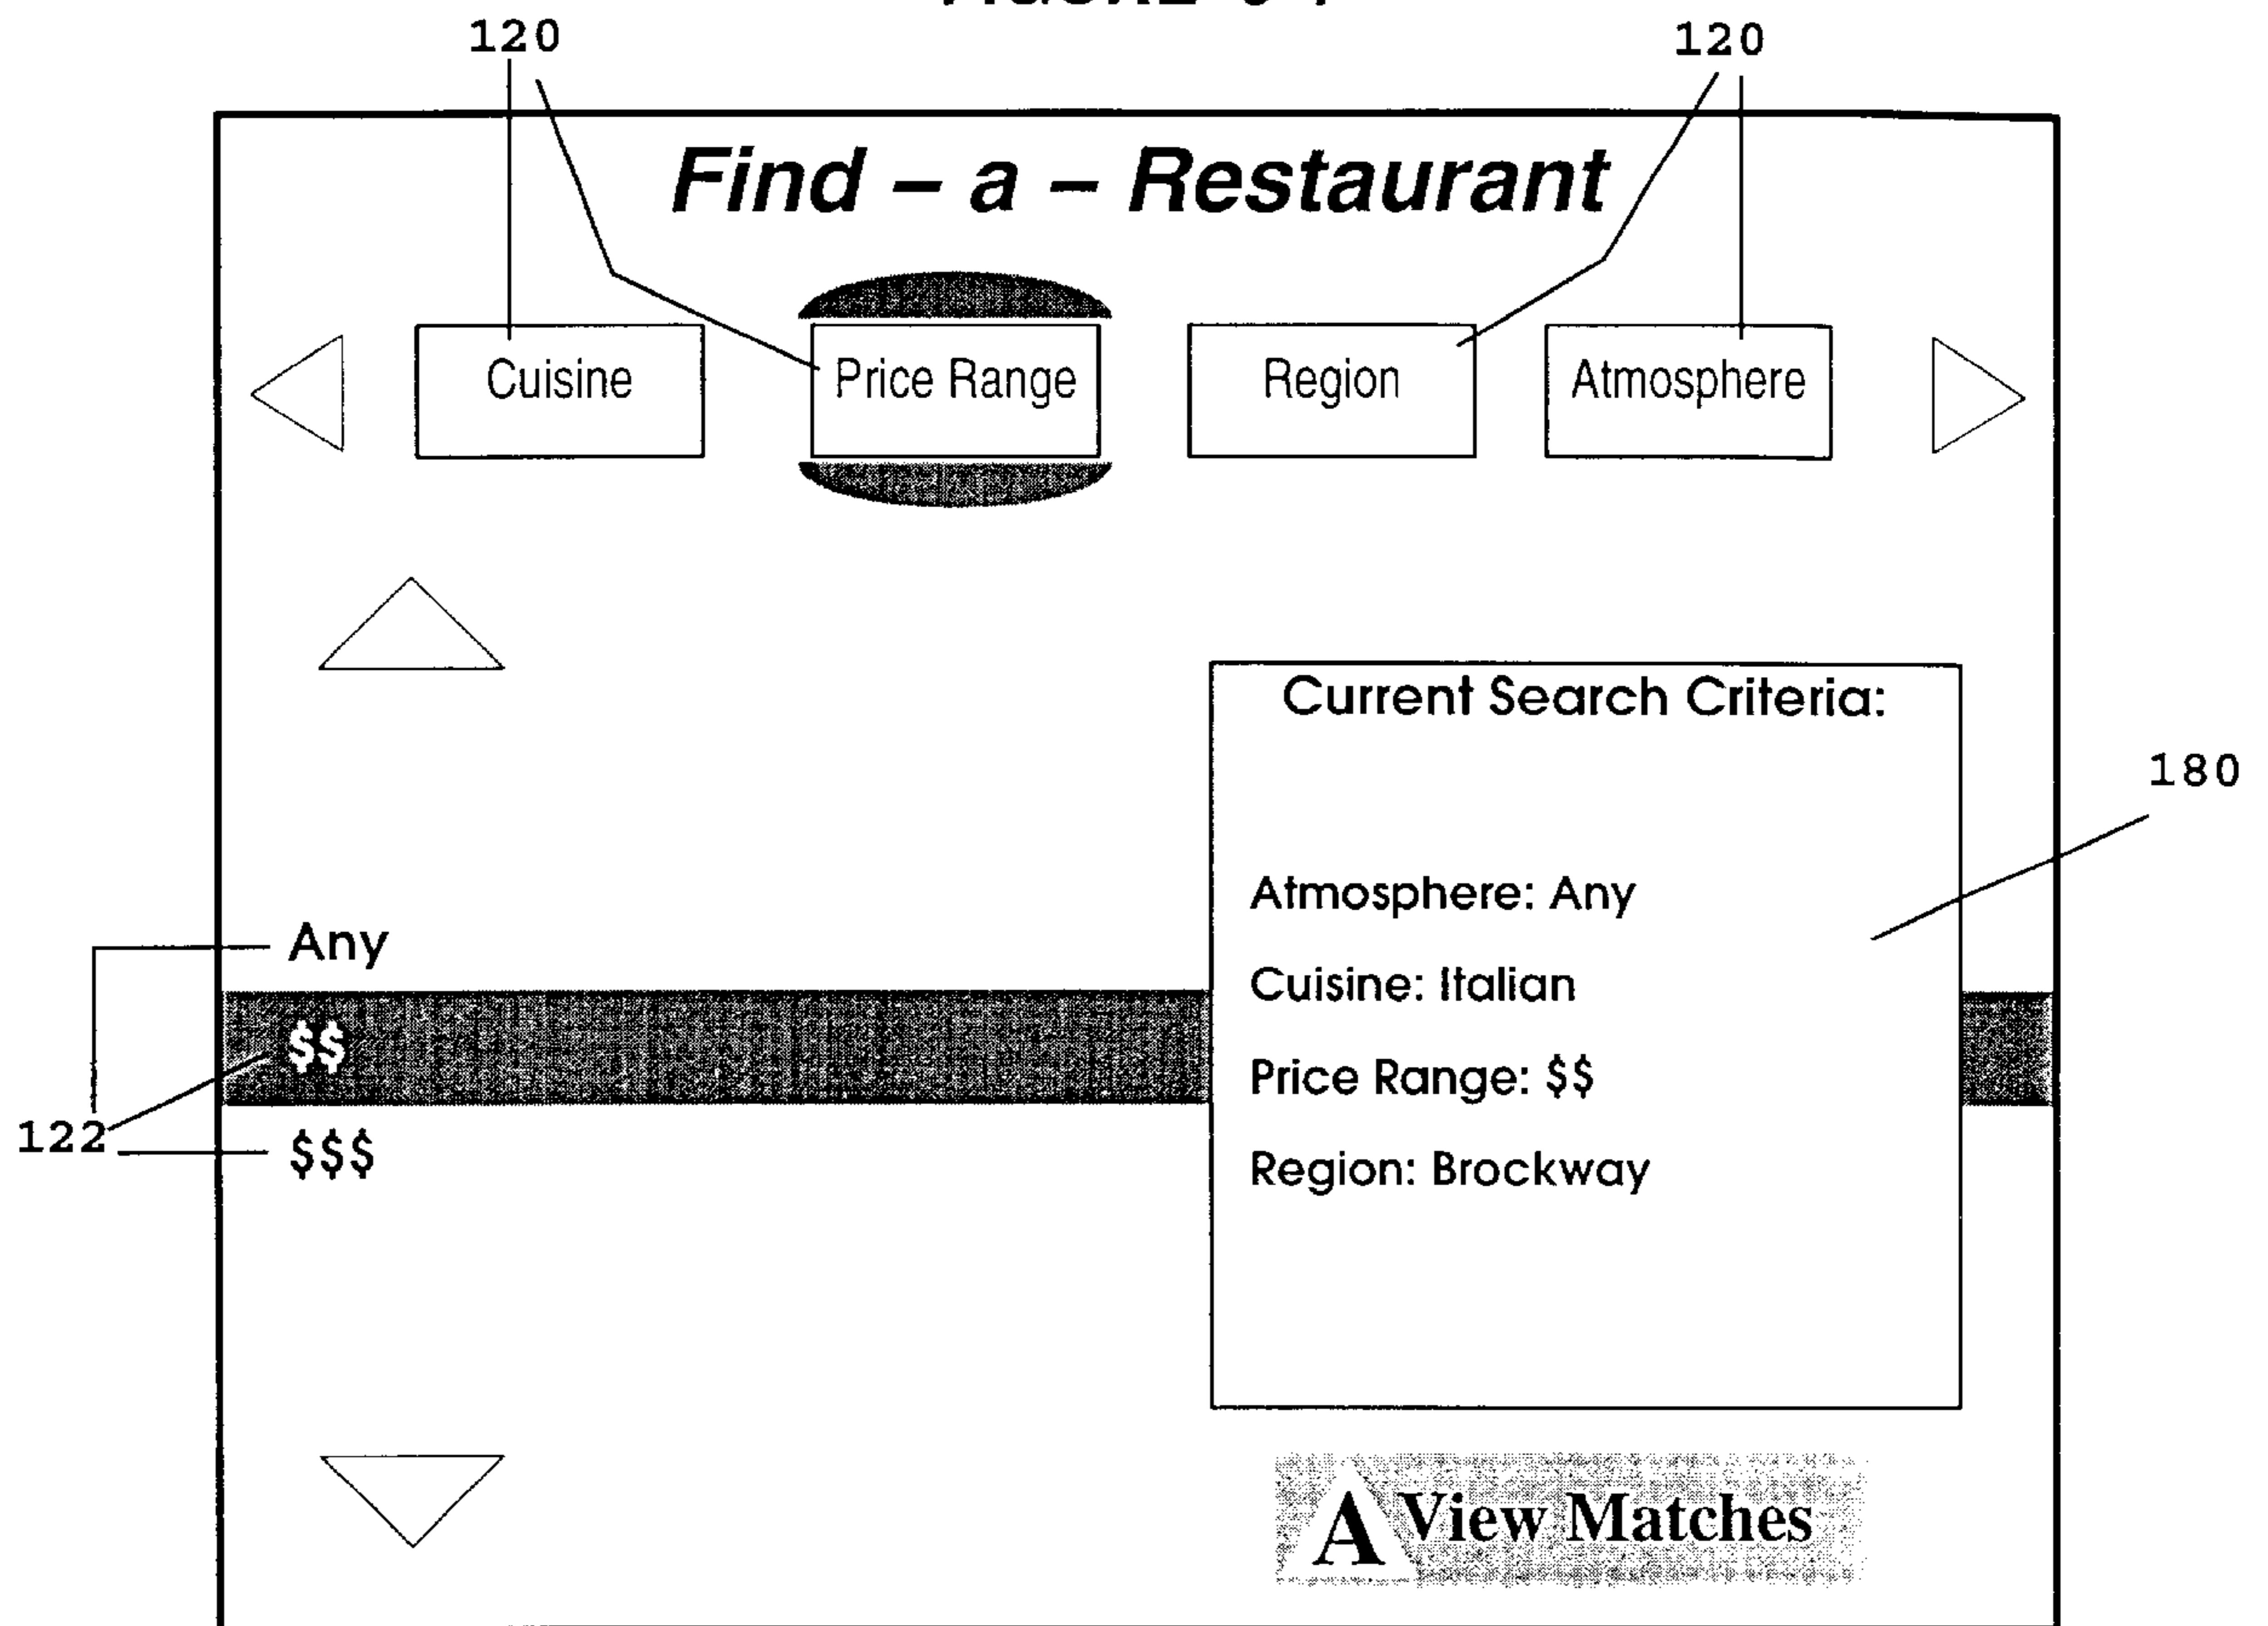 120 120
Find – a – Restaurant
Cuisine Price Range Region Atmosphere
Current Search Criteria:
180
Atmosphere: Any
Any
Cuisine: Italian
$$
Price Range: $$
122
$$$
Region: Brockway
A View Matches